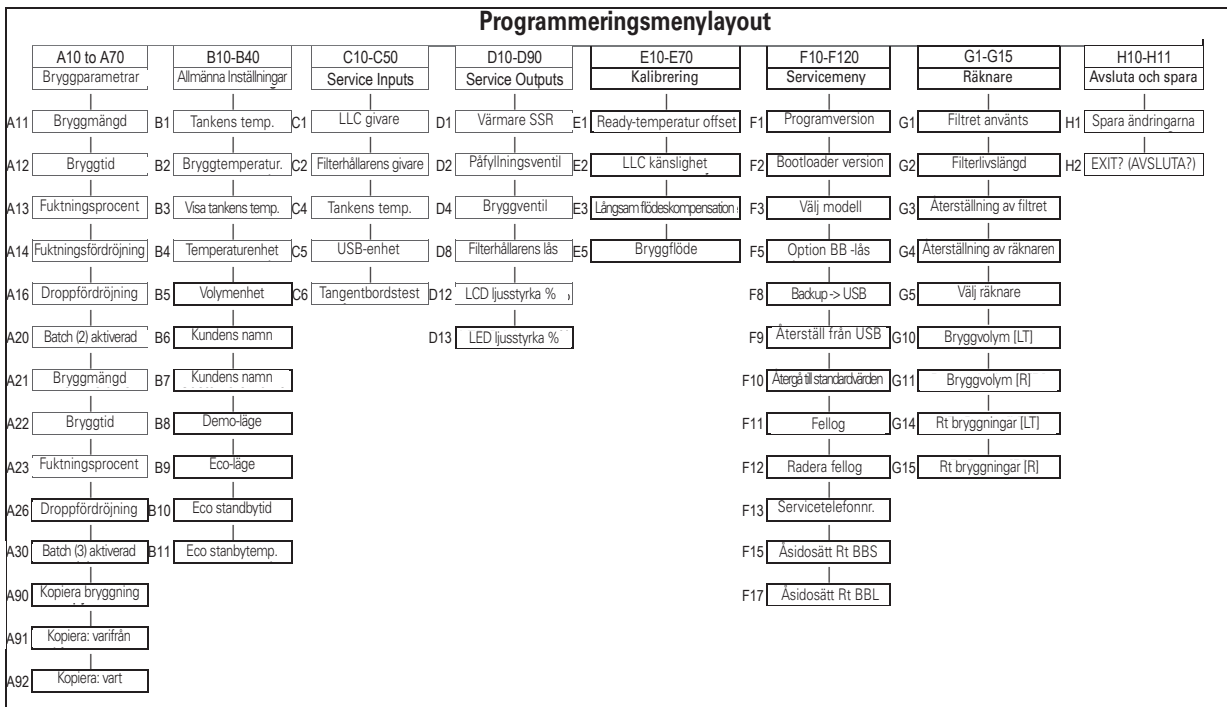 Programmeringsmenylayout
A10 to A70 B10-B40 C10-C50 D10-D90 E10-E70 F10-F120 G1-G15 H10-H11
Bryggparametrar Allmänna Inställningar Service Inputs Service Outputs Kalibrering Servicemeny Räknare Avsluta och spara
A11 Bryggmängd B1 Tankens temp. C1 LLC givare D1 Värmare SSR E1 Ready-temperatur offset F1 Programversion G1 Filtret använts H1 Spara ändringarna
A12 Bryggtid B2 Bryggtemperatur. C2 Filterhållarens givare D2 Påfyllningsventil E2 LLC känslighet F2 Bootloader version G2 Filterlivslängd H2 EXIT? (AVSLUTA?)
A13 Fuktningsprocent B3 Visa tankens temp. C4 Tankens temp. D4 Bryggventil E3 Långsam flödeskompensation F3 Välj modell G3 Återställning av filtret
A14 Fuktningsfördröjning B4 Temperaturenhet C5 USB-enhet D8 Filterhållarens lås E5 Bryggflöde F5 Option BB -lås G4 Återställning av räknaren
A16 Droppfördröjning B5 Volymenhet C6 Tangentbordstest D12 LCD ljusstyrka % F8 Backup -> USB G5 Välj räknare
A20 Batch (2) aktiverad B6 Kundens namn D13 LED ljusstyrka % F9 Återställ från USB G10 Bryggvolym [LT]
A21 Bryggmängd B7 Kundens namn F10 Återgå till standardvärden G11 Bryggvolym [R]
A22 Bryggtid B8 Demo-läge F11 Fellog G14 Rt bryggningar [LT]
A23 Fuktningsprocent B9 Eco-läge F12 Radera fellog G15 Rt bryggningar [R]
A26 Droppfördröjning B10 Eco standbytid F13 Servicetelefonnr.
A30 Batch (3) aktiverad B11 Eco stanbytemp. F15 Åsidosätt Rt BBS
A90 Kopiera bryggning F17 Åsidosätt Rt BBL
A91 Kopiera: varifrån
A92 Kopiera: vart